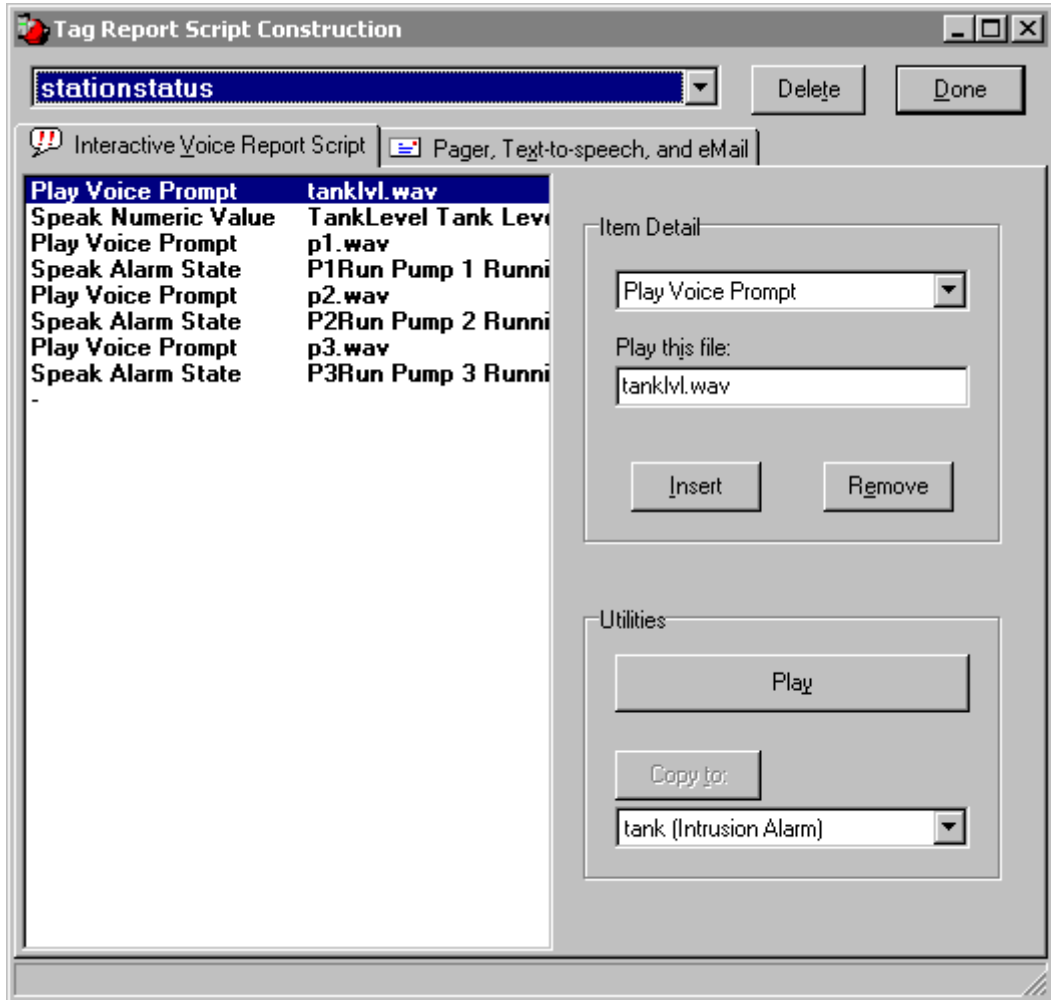 Tag Report Script Construction
stationstatus
Delete
Done
Interactive Voice Report Script
Pager, Text-to-speech, and eMail
Play Voice Prompt tanklvl.wav
Speak Numeric Value TankLevel Tank Leve
Play Voice Prompt p1.wav
Speak Alarm State P1Run Pump 1 Runni
Play Voice Prompt p2.wav
Speak Alarm State P2Run Pump 2 Runni
Play Voice Prompt p3.wav
Speak Alarm State P3Run Pump 3 Runni
-
Item Detail
Play Voice Prompt
Play this file:
tanklvl.wav
Insert
Remove
Utilities
Play
Copy to:
tank (Intrusion Alarm)